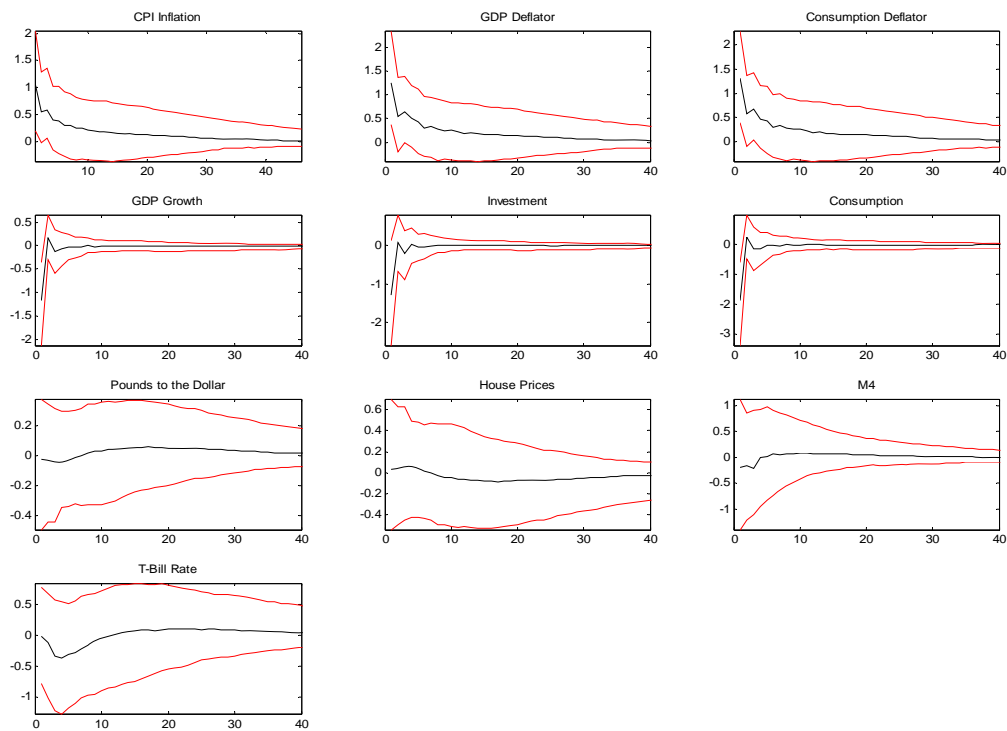 CPI Inflation
2
1.5
1
0.5
0
10 20 30 40
GDP Deflator
2
1.5
1
0.5
0
0 10 20 30 40
Consumption Deflator
2
1.5
1
0.5
0
0 10 20 30 40
GDP Growth
0.5
0
-0.5
-1
-1.5
-2
0 10 20 30 40
Investment
0
-1
-2
0 10 20 30 40
Consumption
0
-1
-2
-3
0 10 20 30 40
Pounds to the Dollar
0.2
0
-0.2
-0.4
0 10 20 30 40
House Prices
0.6
0.4
0.2
0
-0.2
-0.4
0 10 20 30 40
M4
1
0.5
0
-0.5
-1
0 10 20 30 40
T-Bill Rate
0.5
0
-0.5
-1
0 10 20 30 40